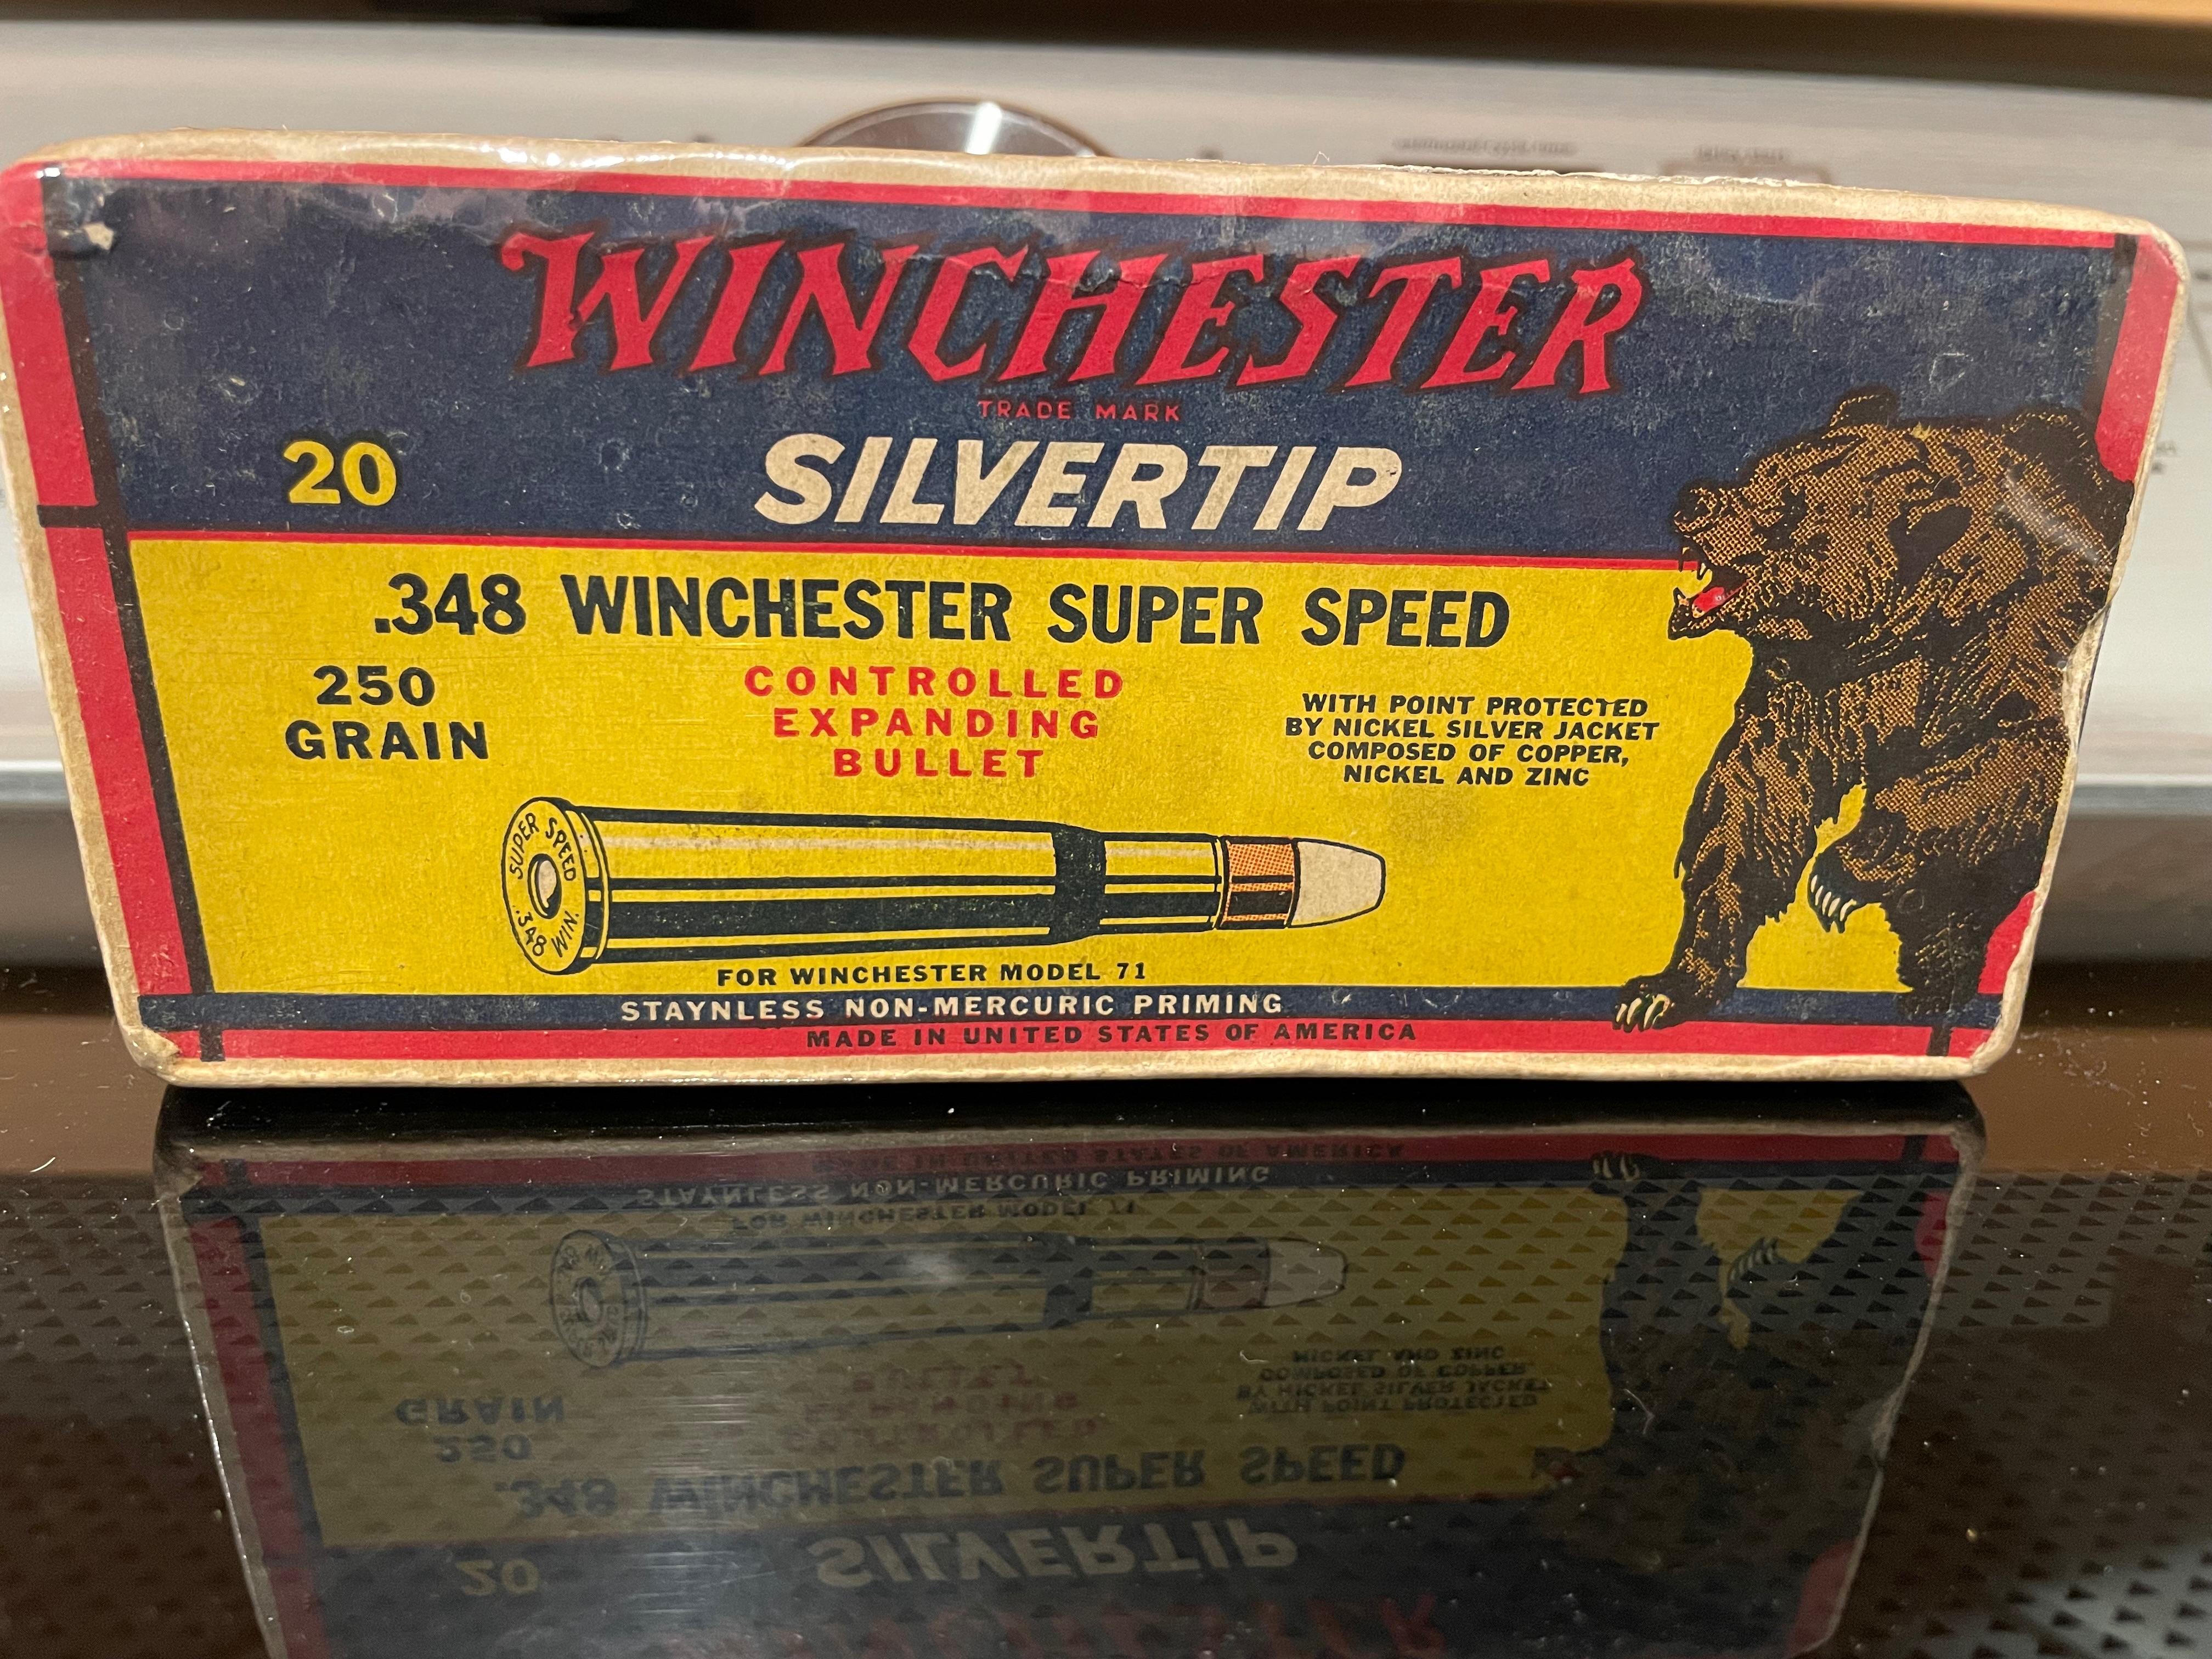 WINCHESTER
TRADE MARK
20
SILVERTIP
.348 WINCHESTER SUPER SPEED
250
GRAIN
CONTROLLED
EXPANDING
BULLET
WITH POINT PROTECTED
BY NICKEL SILVER JACKET
COMPOSED OF COPPER,
NICKEL AND ZINC
SUPER SPEED
.348 WIN.
FOR WINCHESTER MODEL 71
STAYNLESS NON-MERCURIC PRIMING
MADE IN UNITED STATES OF AMERICA